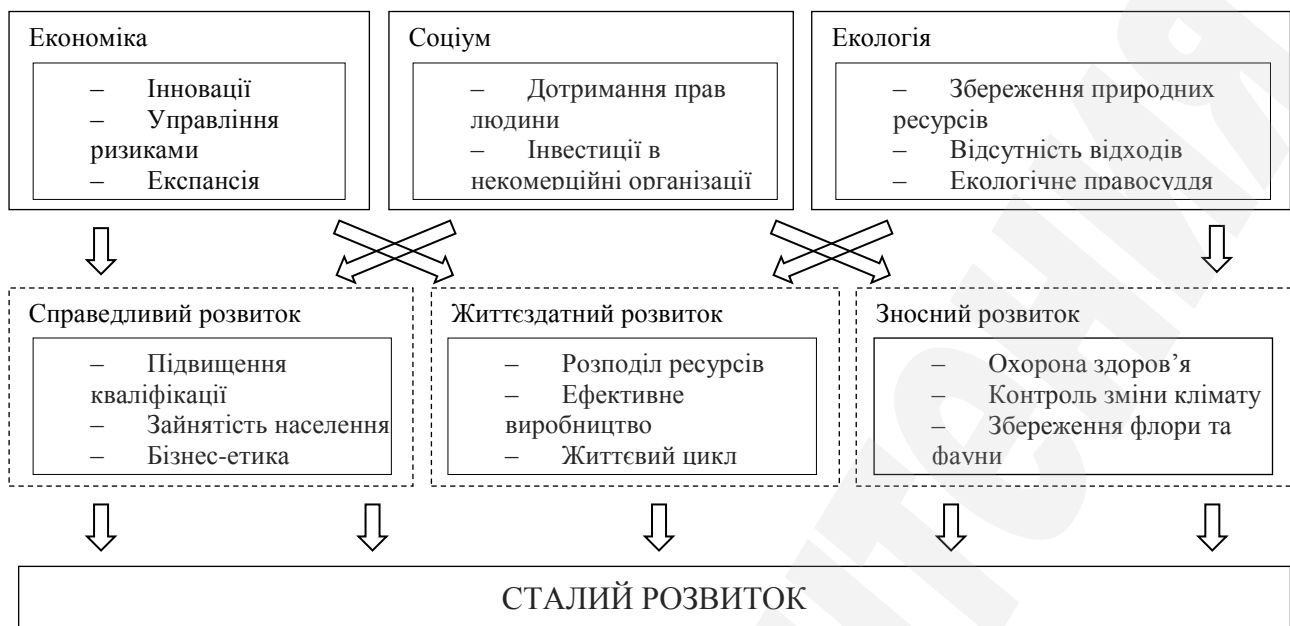 Економіка
– Інновації
– Управління
ризиками
– Експансія
Соціум
– Дотримання прав
людини
– Інвестиції в
некомерційні організації
Екологія
– Збереження природних
ресурсів
– Відсутність відходів
– Екологічне правосуддя
Справедливий розвиток
– Підвищення
кваліфікації
– Зайнятість населення
– Бізнес-етика
Життєздатний розвиток
– Розподіл ресурсів
– Ефективне
виробництво
– Життєвий цикл
Зносний розвиток
– Охорона здоров’я
– Контроль зміни клімату
– Збереження флори та
фауни
СТАЛИЙ РОЗВИТОК